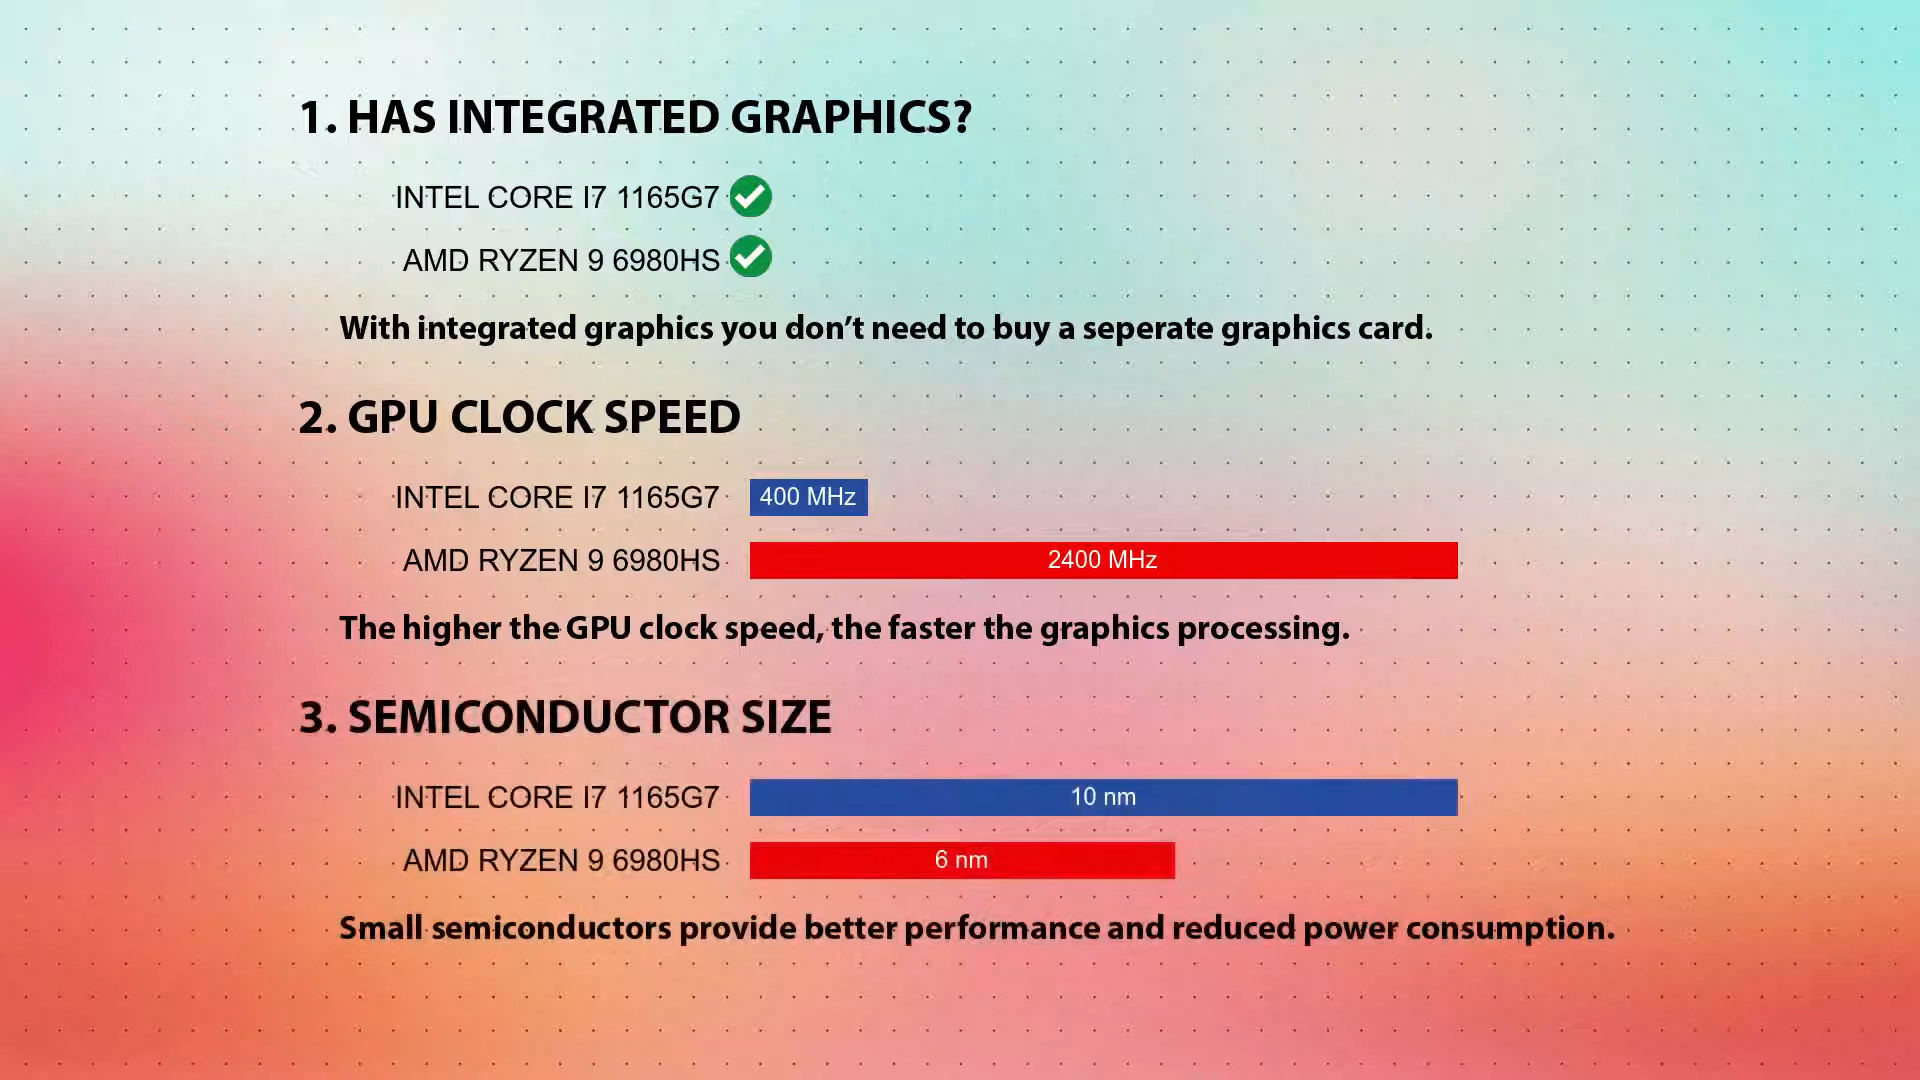 1. HAS INTEGRATED GRAPHICS?
INTEL CORE I7 1165G7
AMD RYZEN 9 6980HS
With integrated graphics you don’t need to buy a seperate graphics card.
2. GPU CLOCK SPEED
INTEL CORE I7 1165G7 400 MHz
AMD RYZEN 9 6980HS 2400 MHz
The higher the GPU clock speed, the faster the graphics processing.
3. SEMICONDUCTOR SIZE
INTEL CORE I7 1165G7 10 nm
AMD RYZEN 9 6980HS 6 nm
Small semiconductors provide better performance and reduced power consumption.